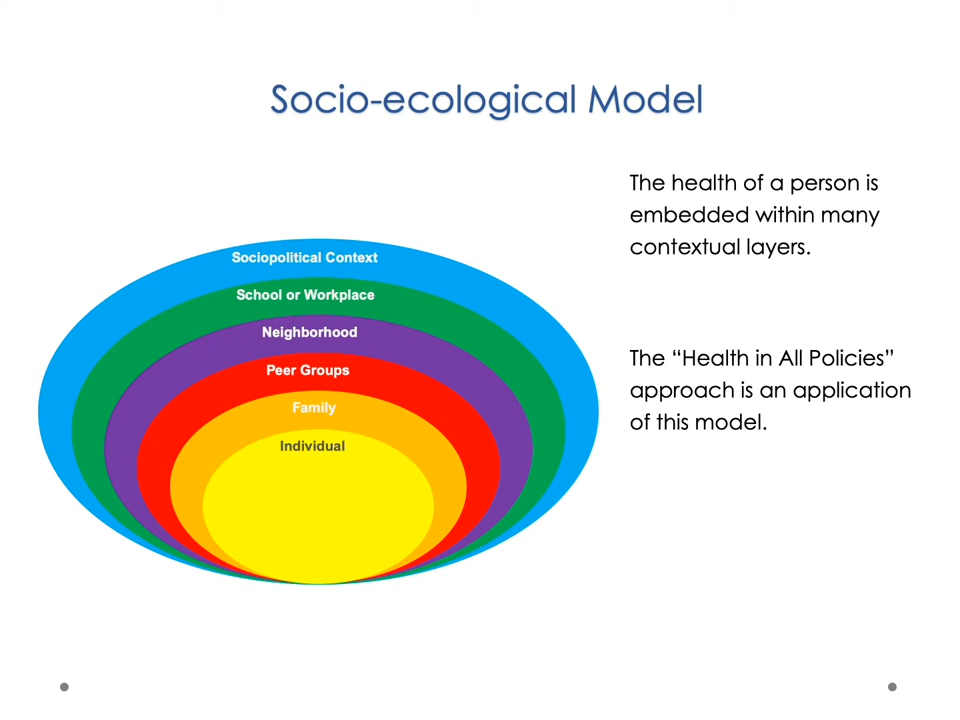 Socio-ecological Model
The health of a person is
embedded within many
contextual layers.
Sociopolitical Context
School or Workplace
Neighborhood
Peer Groups
Family
Individual
The “Health in All Policies”
approach is an application
of this model.